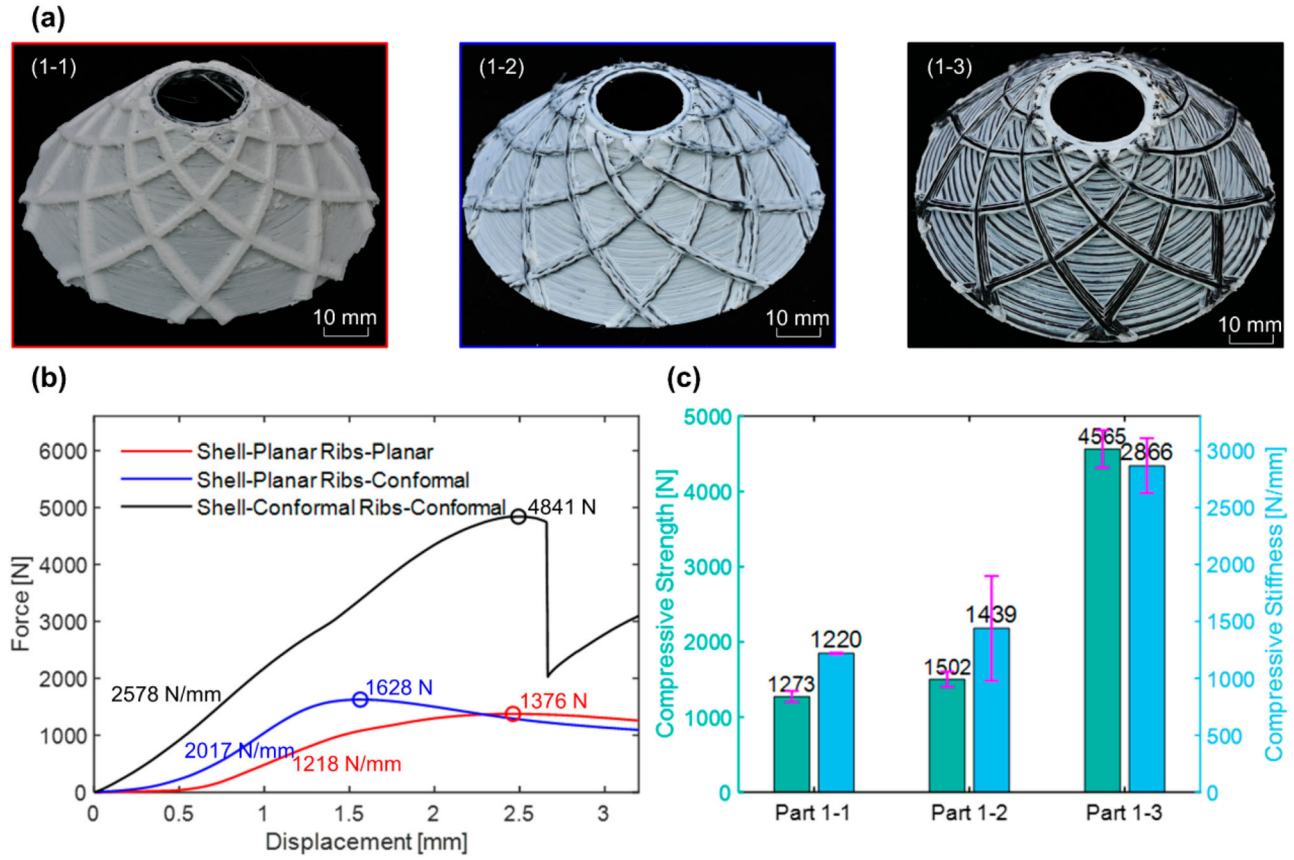 (a)
(1-1)
10 mm
(1-2)
10 mm
(1-3)
10 mm
(b)
Force [N]
6000
5000
4000
3000
2000
1000
0
Shell-Planar Ribs-Planar
Shell-Planar Ribs-Conformal
Shell-Conformal Ribs-Conformal
4841 N
2578 N/mm
1628 N
2017 N/mm
1376 N
1218 N/mm
0
0.5
1
1.5
2
2.5
3
Displacement [mm]
(c)
Compressive Strength [N]
5000
4000
3000
2000
1000
0
1273
1220
1502
1439
4565
2866
Part 1-1
Part 1-2
Part 1-3
3000
2500
2000
1500
1000
500
0
Compressive Stiffness [N/mm]